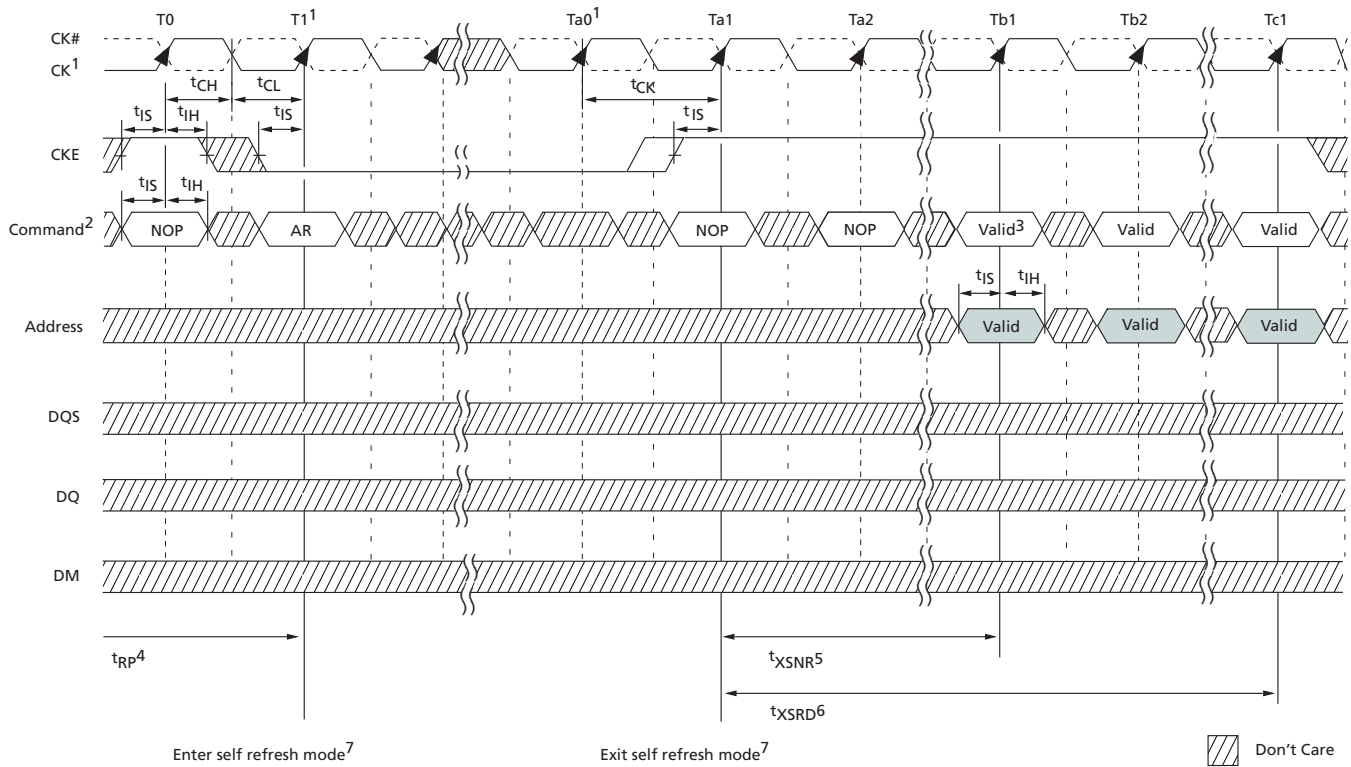 T0 T1¹ Ta0¹ Ta1 Ta2 Tb1 Tb2 Tc1
CK#
CK¹
tCH tCL tCK
tIS tIH tIS tIS
CKE
tIS tIH
Command² NOP AR NOP NOP Valid³ Valid Valid
tIS tIH
Address Valid Valid Valid
DQS
DQ
DM
tRP⁴ tXSNR⁵
tXSRD⁶
Enter self refresh mode⁷ Exit self refresh mode⁷ Don't Care